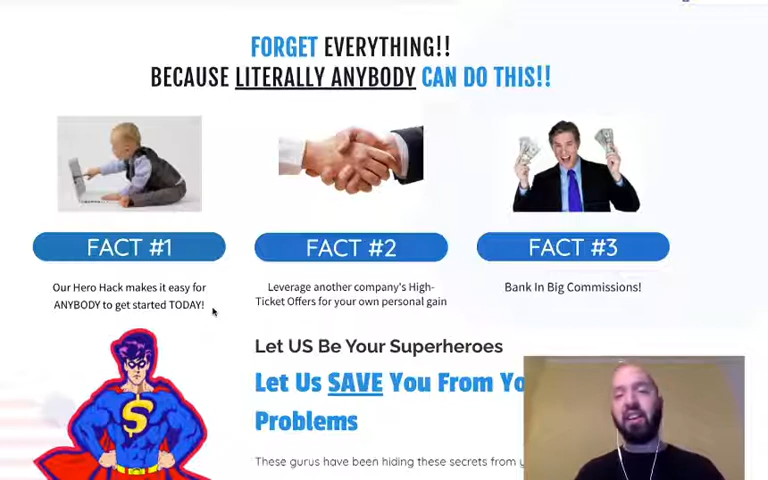 FORGET EVERYTHING!!
BECAUSE LITERALLY ANYBODY CAN DO THIS!!
FACT #1
FACT #2
FACT #3
Our Hero Hack makes it easy for
ANYBODY to get started TODAY!
Leverage another company's High-
Ticket Offers for your own personal gain
Bank In Big Commissions!
Let US Be Your Superheroes
Let Us SAVE You From
Problems
These gurus have been hiding these secrets from
$